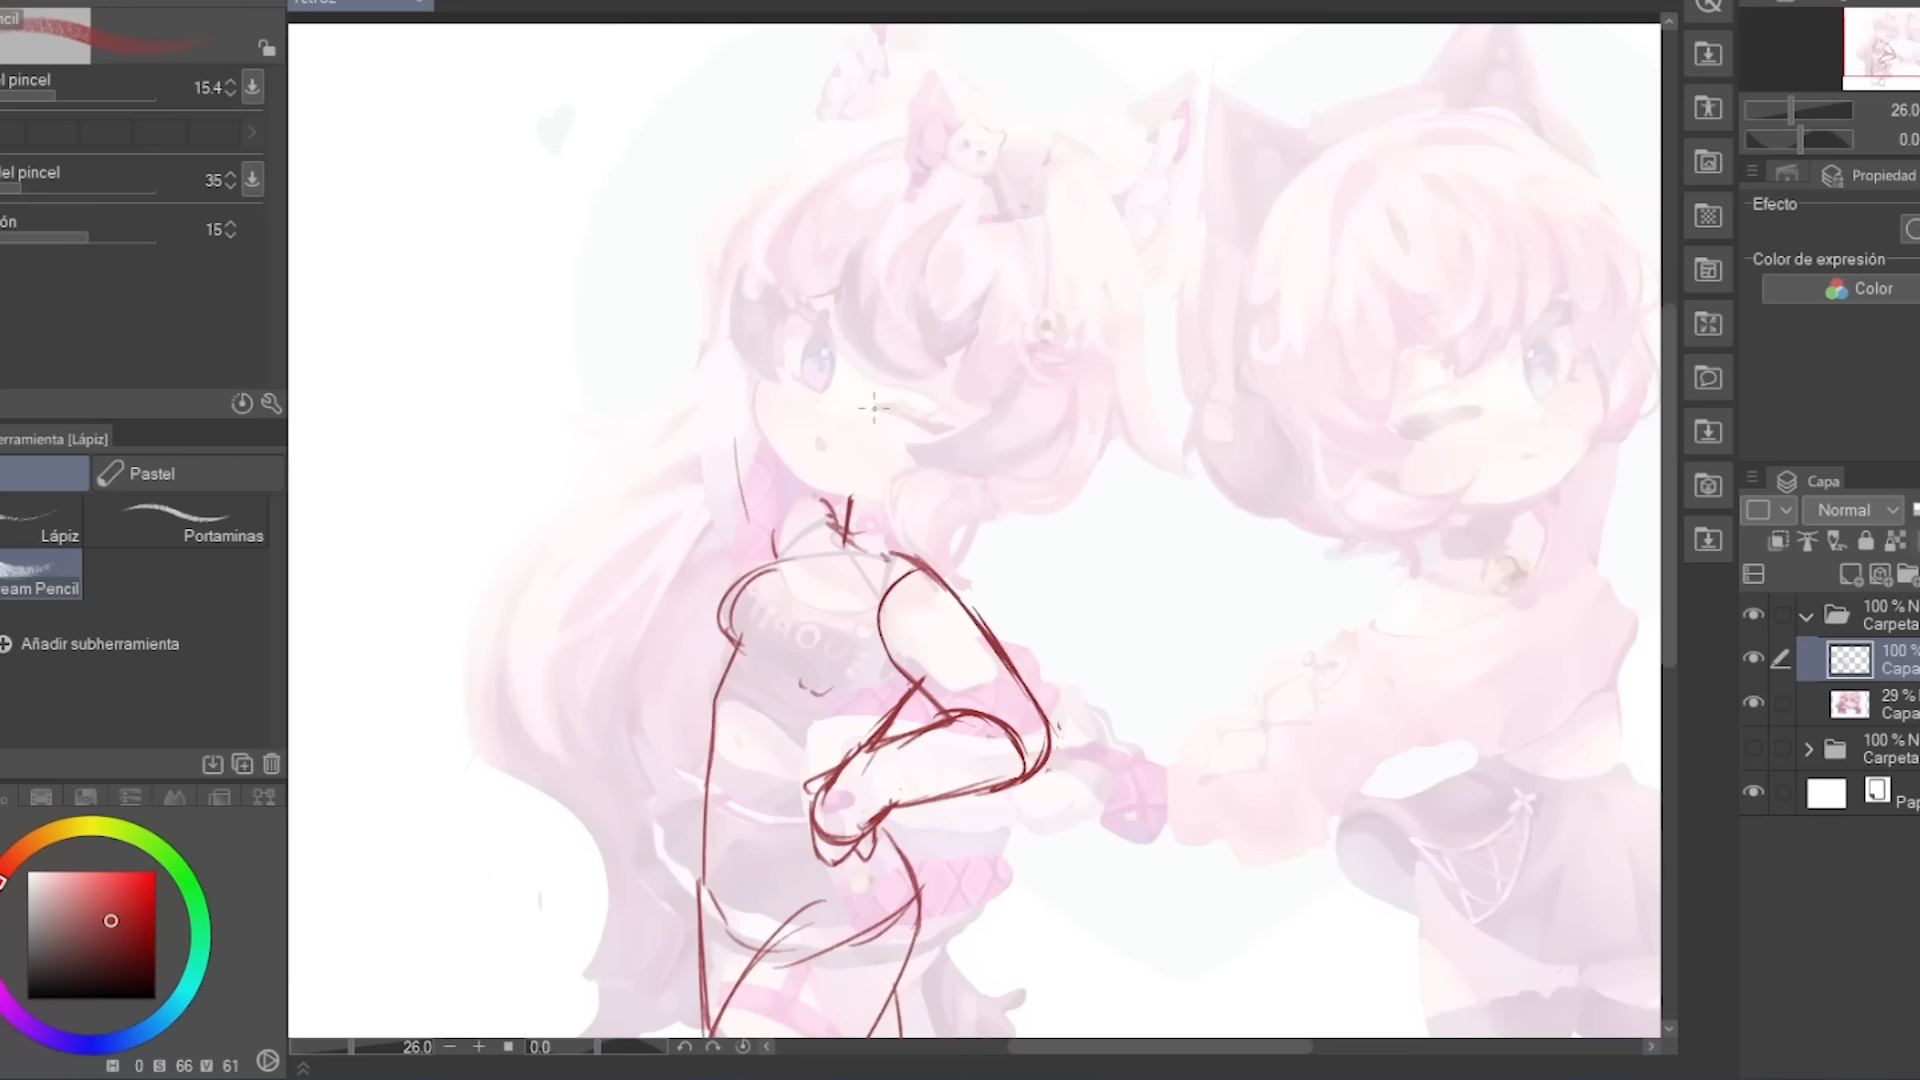 ncil
l pincel
15.4
del pincel
35
ón
15
erramienta [Lápiz]
Pastel
Lápiz
Portaminas
eam Pencil
Añadir subherramienta
H 0 S 66 V 61
26.0
0.0
26.0
0.0
Propiedad
Efecto
Color de expresión
Color
Capa
Normal
100 % N
Carpeta
100 %
Capa
29 %
Capa
100 % N
Carpeta
Pap